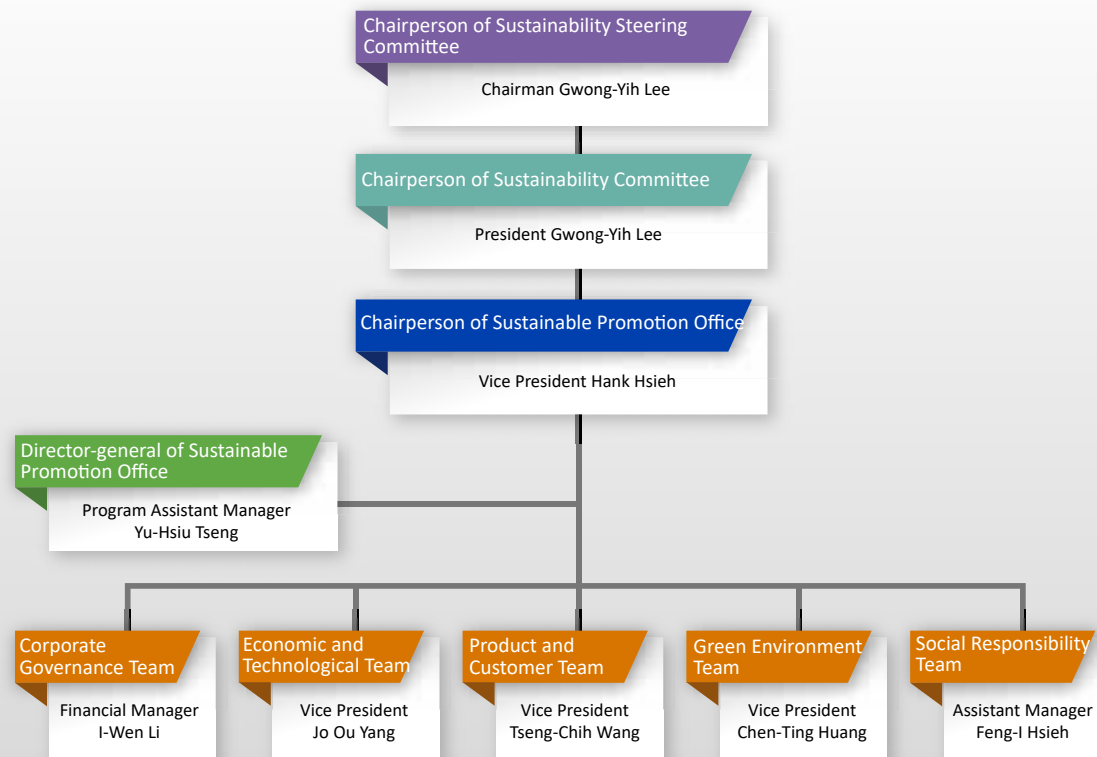 Chairperson of Sustainability Steering
Committee
Chairman Gwong-Yih Lee
Chairperson of Sustainability Committee
President Gwong-Yih Lee
Chairperson of Sustainable Promotion Office
Vice President Hank Hsieh
Director-general of Sustainable
Promotion Office
Program Assistant Manager
Yu-Hsiu Tseng
Corporate
Governance Team
Financial Manager
I-Wen Li
Economic and
Technological Team
Vice President
Jo Ou Yang
Product and
Customer Team
Vice President
Tseng-Chih Wang
Green Environment
Team
Vice President
Chen-Ting Huang
Social Responsibility
Team
Assistant Manager
Feng-I Hsieh